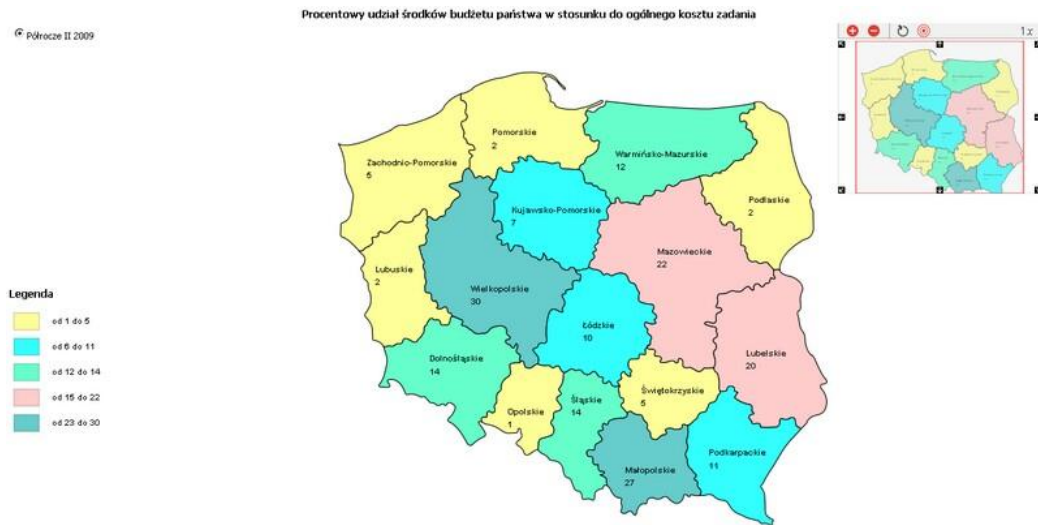 Procentowy udział środków budżetu państwa w stosunku do ogólnego kosztu zadania
Półrocze II 2009
1x
Pomorskie
2
Zachodnio-Pomorskie
5
Warmińsko-Mazurskie
12
Podlaskie
2
Kujawsko-Pomorskie
7
Mazowieckie
22
Lubuskie
2
Wielkopolskie
30
Łódzkie
10
Lubelskie
20
Dolnośląskie
14
Opolskie
1
Śląskie
14
Świętokrzyskie
5
Małopolskie
27
Podkarpackie
11
Legenda
od 1 do 5
od 6 do 11
od 12 do 14
od 15 do 22
od 23 do 30